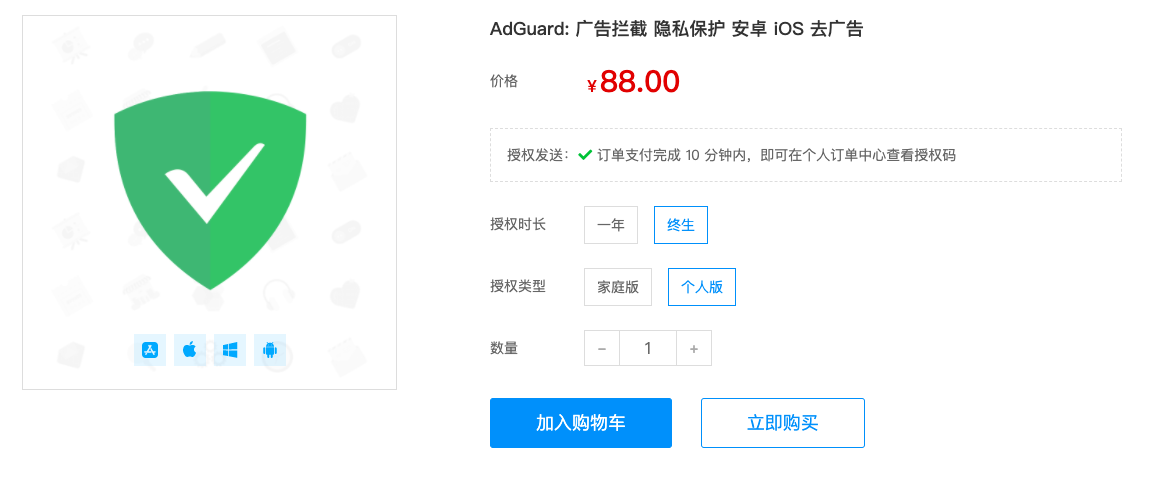 AdGuard: 广告拦截 隐私保护 安卓 iOS 去广告
价格 ¥88.00
授权发送： 订单支付完成 10 分钟内，即可在个人订单中心查看授权码
授权时长 一年 终生
授权类型 家庭版 个人版
数量 − 1 +
加入购物车 立即购买